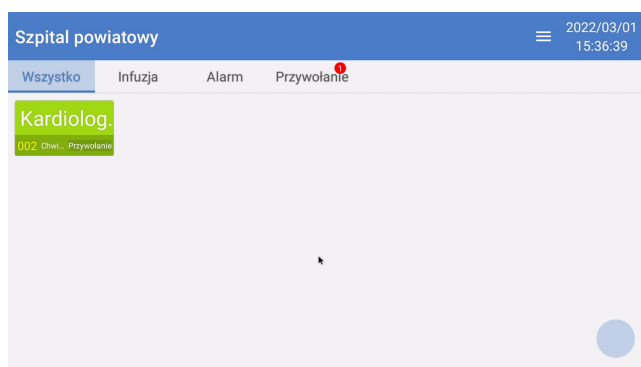 Szpital powiatowy
2022/03/01
15:36:39
Wszystko Infuzja Alarm Przywołanie
1
Kardiolog..
002 Chwi... Przywołanie